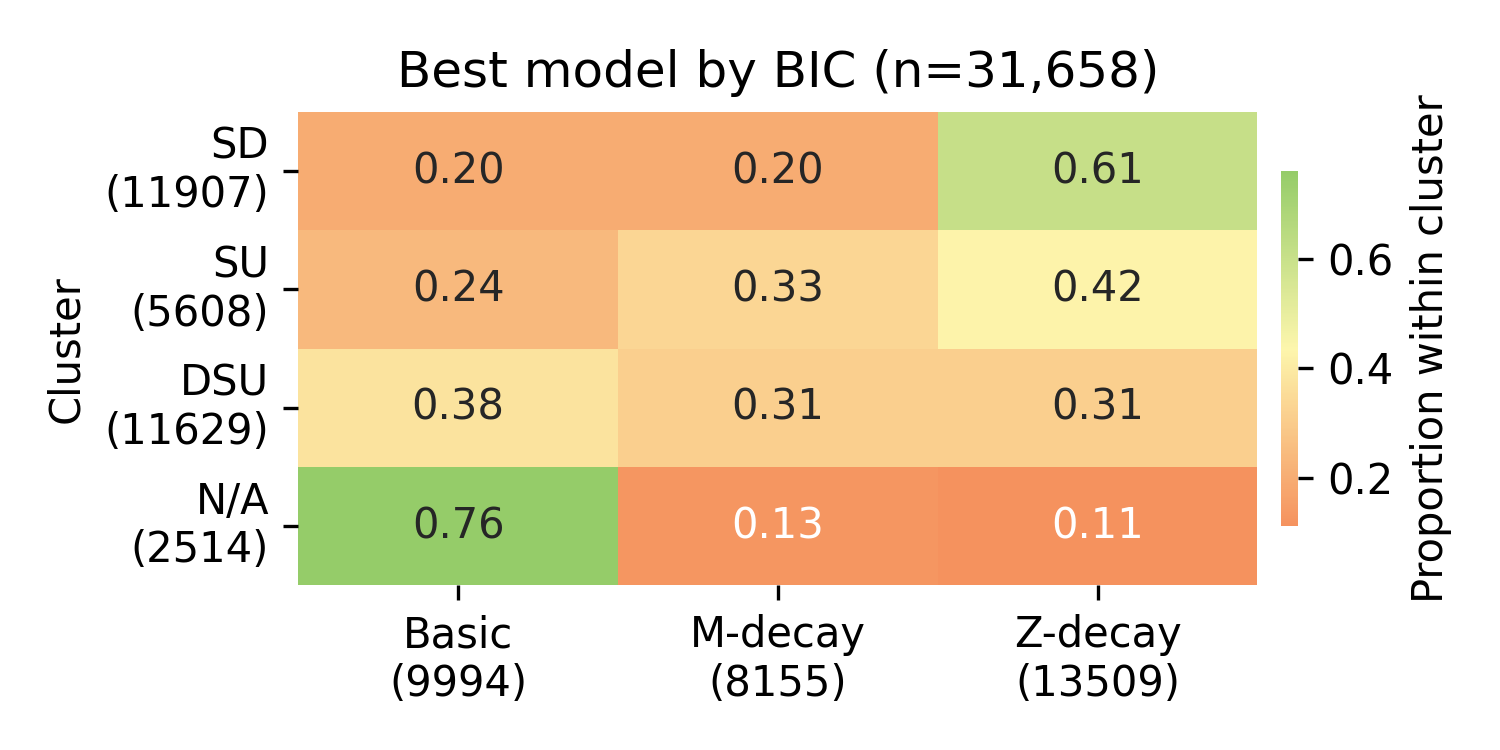 Best model by BIC (n=31,658)
Cluster
SD
(11907)
0.20 0.20 0.61
SU
(5608)
0.24 0.33 0.42
DSU
(11629)
0.38 0.31 0.31
N/A
(2514)
0.76 0.13 0.11
Basic
(9994)
M-decay
(8155)
Z-decay
(13509)
0.6
0.4
0.2
Proportion within cluster